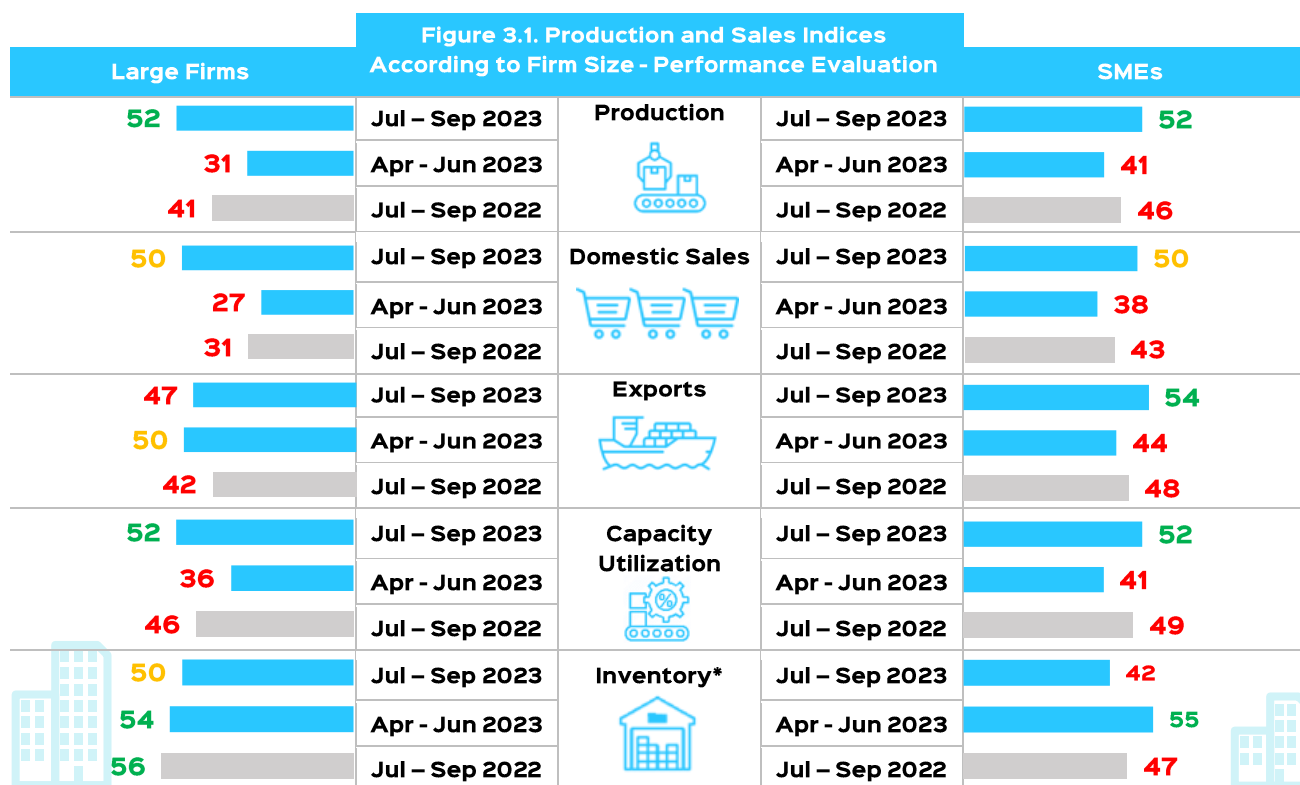 Figure 3.1. Production and Sales Indices
According to Firm Size - Performance Evaluation
Large Firms
SMEs
Production
52 Jul – Sep 2023 Jul – Sep 2023 52
31 Apr - Jun 2023 Apr - Jun 2023 41
41 Jul – Sep 2022 Jul – Sep 2022 46
Domestic Sales
50 Jul – Sep 2023 Jul – Sep 2023 50
27 Apr - Jun 2023 Apr - Jun 2023 38
31 Jul – Sep 2022 Jul – Sep 2022 43
Exports
47 Jul – Sep 2023 Jul – Sep 2023 54
50 Apr - Jun 2023 Apr - Jun 2023 44
42 Jul – Sep 2022 Jul – Sep 2022 48
Capacity
Utilization
%
52 Jul – Sep 2023 Jul – Sep 2023 52
36 Apr - Jun 2023 Apr - Jun 2023 41
46 Jul – Sep 2022 Jul – Sep 2022 49
Inventory*
50 Jul – Sep 2023 Jul – Sep 2023 42
54 Apr - Jun 2023 Apr - Jun 2023 55
56 Jul – Sep 2022 Jul – Sep 2022 47